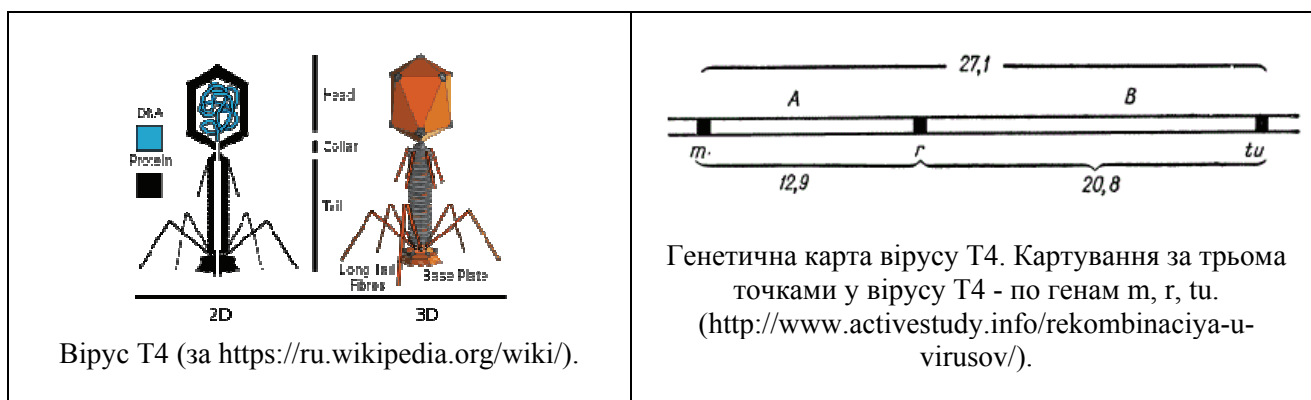 DNA
Protein
Head
Collar
Tail
Long Tail
Fibres
Base Plate
2D
3D
Вірус Т4 (за https://ru.wikipedia.org/wiki/).
27,1
A
B
m.
r
tu
12,9
20,8
Генетична карта вірусу Т4. Картування за трьома
точками у вірусу Т4 - по генам m, r, tu.
(http://www.activestudy.info/rekombinaciya-u-
virusov/).